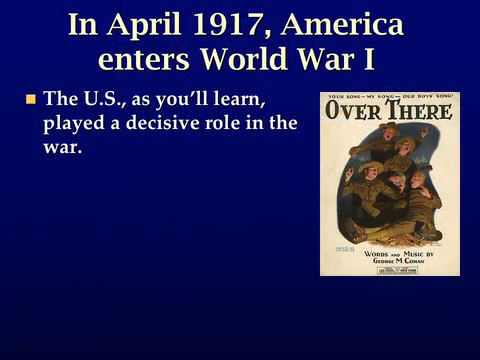 In April 1917, America
enters World War I
The U.S., as you'll learn,
played a decisive role in the
war.
YOUR SONG — MY SONG — OUR BOYS' SONG!
OVER THERE
WORDS AND MUSIC BY
GEORGE M. COHAN